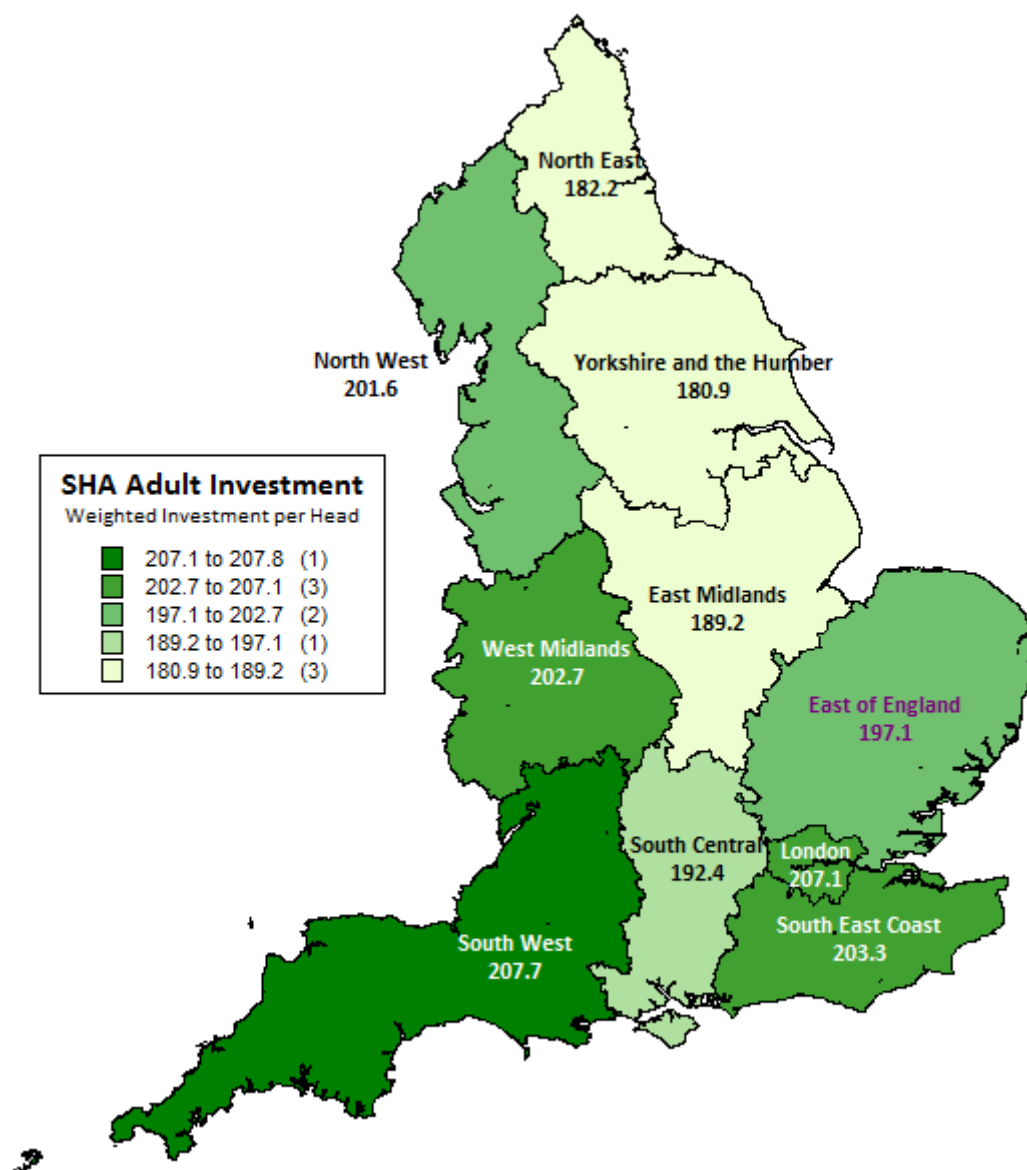 North East
182.2
North West
201.6
Yorkshire and the Humber
180.9
SHA Adult Investment
Weighted Investment per Head
207.1 to 207.8 (1)
202.7 to 207.1 (3)
197.1 to 202.7 (2)
189.2 to 197.1 (1)
180.9 to 189.2 (3)
East Midlands
189.2
West Midlands
202.7
East of England
197.1
South Central
192.4
London
207.1
South East Coast
203.3
South West
207.7